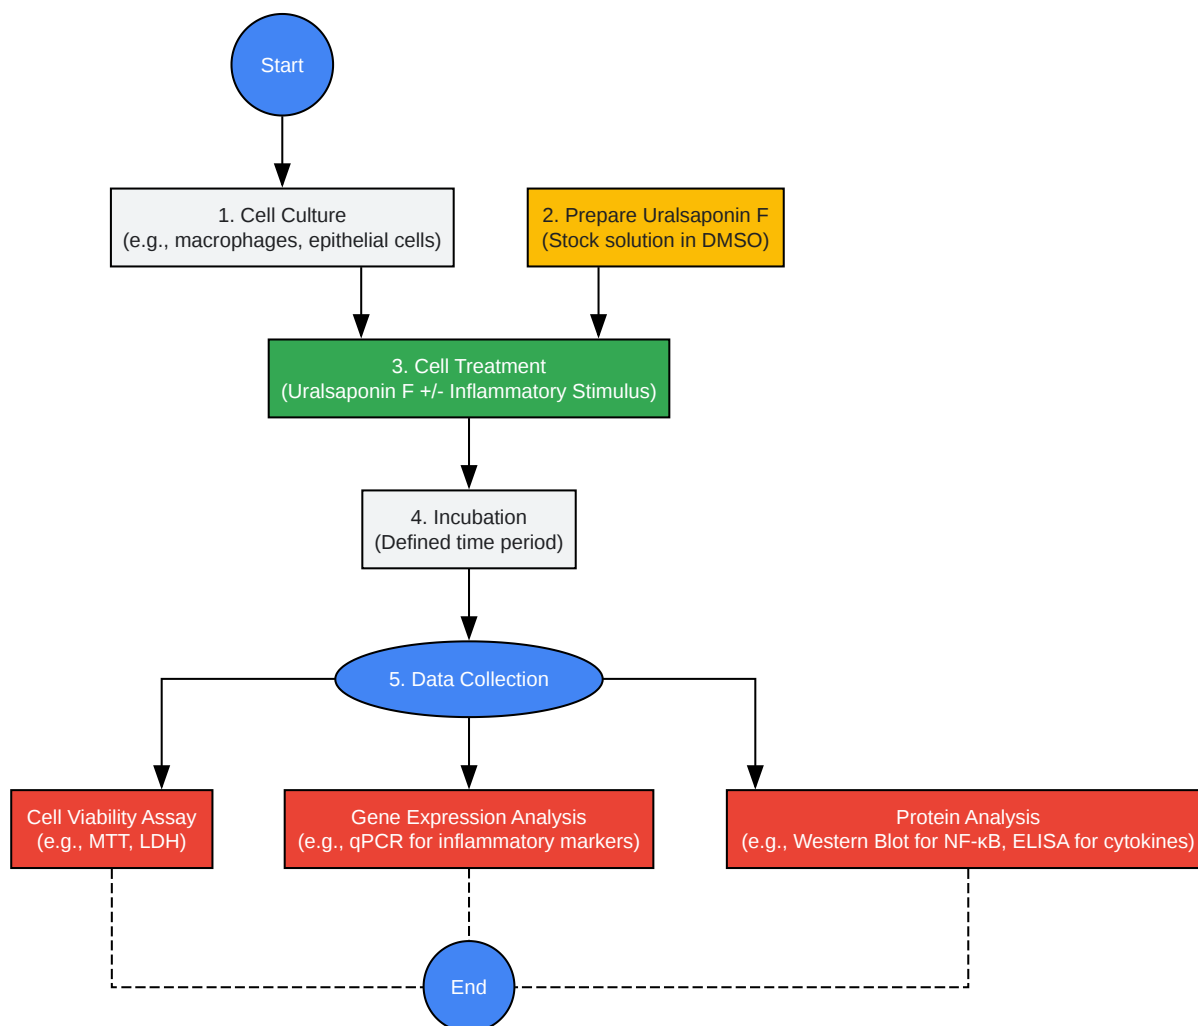 Start
1. Cell Culture
(e.g., macrophages, epithelial cells)
2. Prepare Uralsaponin F
(Stock solution in DMSO)
3. Cell Treatment
(Uralsaponin F +/- Inflammatory Stimulus)
4. Incubation
(Defined time period)
5. Data Collection
Cell Viability Assay
(e.g., MTT, LDH)
Gene Expression Analysis
(e.g., qPCR for inflammatory markers)
Protein Analysis
(e.g., Western Blot for NF-κB, ELISA for cytokines)
End